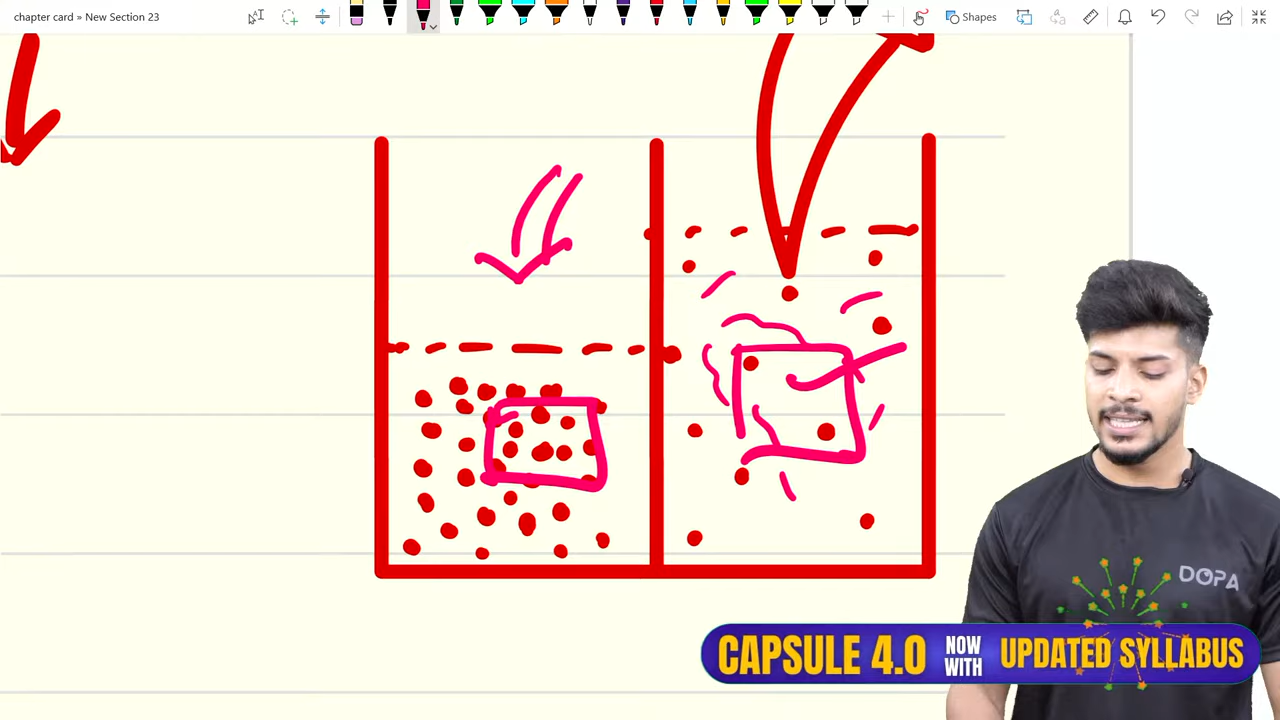 chapter card » New Section 23
Shapes
DOPA
CAPSULE 4.0 NOW WITH UPDATED SYLLABUS